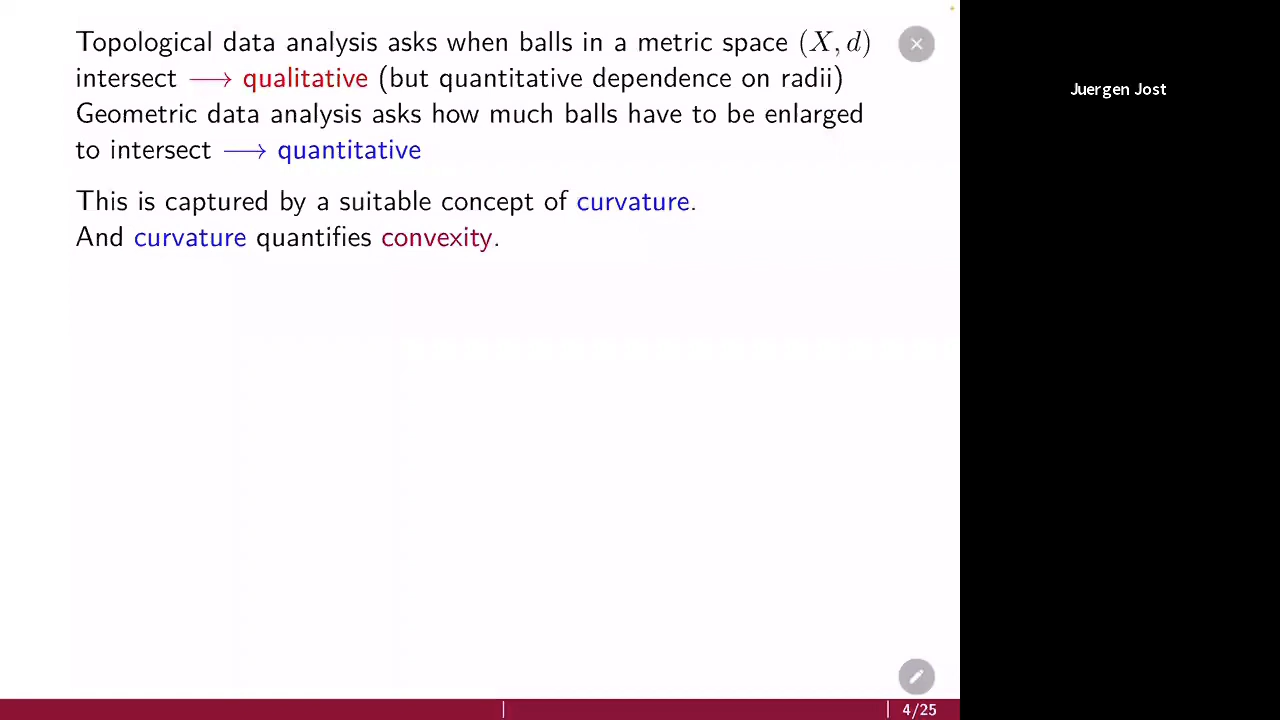 Topological data analysis asks when balls in a metric space (X, d)
intersect ⟶ qualitative (but quantitative dependence on radii)
Geometric data analysis asks how much balls have to be enlarged
to intersect ⟶ quantitative
This is captured by a suitable concept of curvature.
And curvature quantifies convexity.
Juergen Jost
4/25